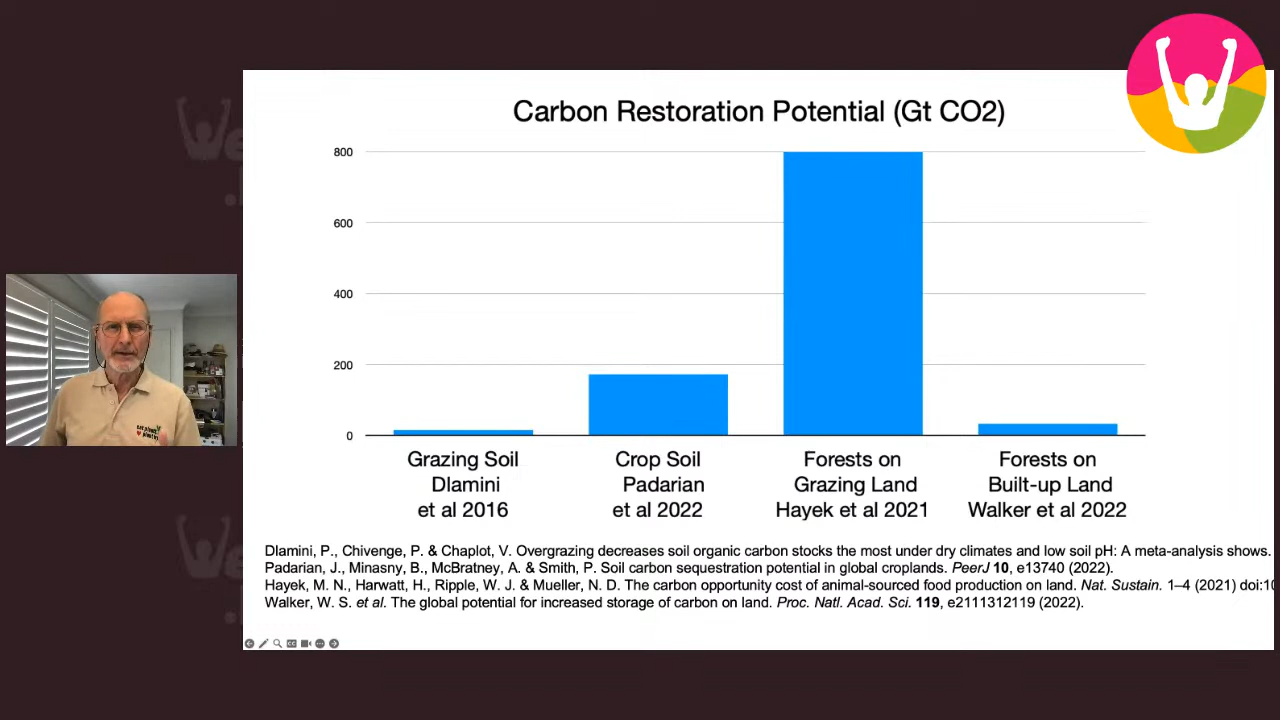 Carbon Restoration Potential (Gt CO2)
800
600
400
200
0
Grazing Soil
Dlamini
et al 2016
Crop Soil
Padarian
et al 2022
Forests on
Grazing Land
Hayek et al 2021
Forests on
Built-up Land
Walker et al 2022
Dlamini, P., Chivenge, P. & Chaplot, V. Overgrazing decreases soil organic carbon stocks the most under dry climates and low soil pH: A meta-analysis shows.
Padarian, J., Minasny, B., McBratney, A. & Smith, P. Soil carbon sequestration potential in global croplands. PeerJ 10, e13740 (2022).
Hayek, M. N., Harwatt, H., Ripple, W. J. & Mueller, N. D. The carbon opportunity cost of animal-sourced food production on land. Nat. Sustain. 1–4 (2021) doi:10
Walker, W. S. et al. The global potential for increased storage of carbon on land. Proc. Natl. Acad. Sci. 119, e2111312119 (2022).